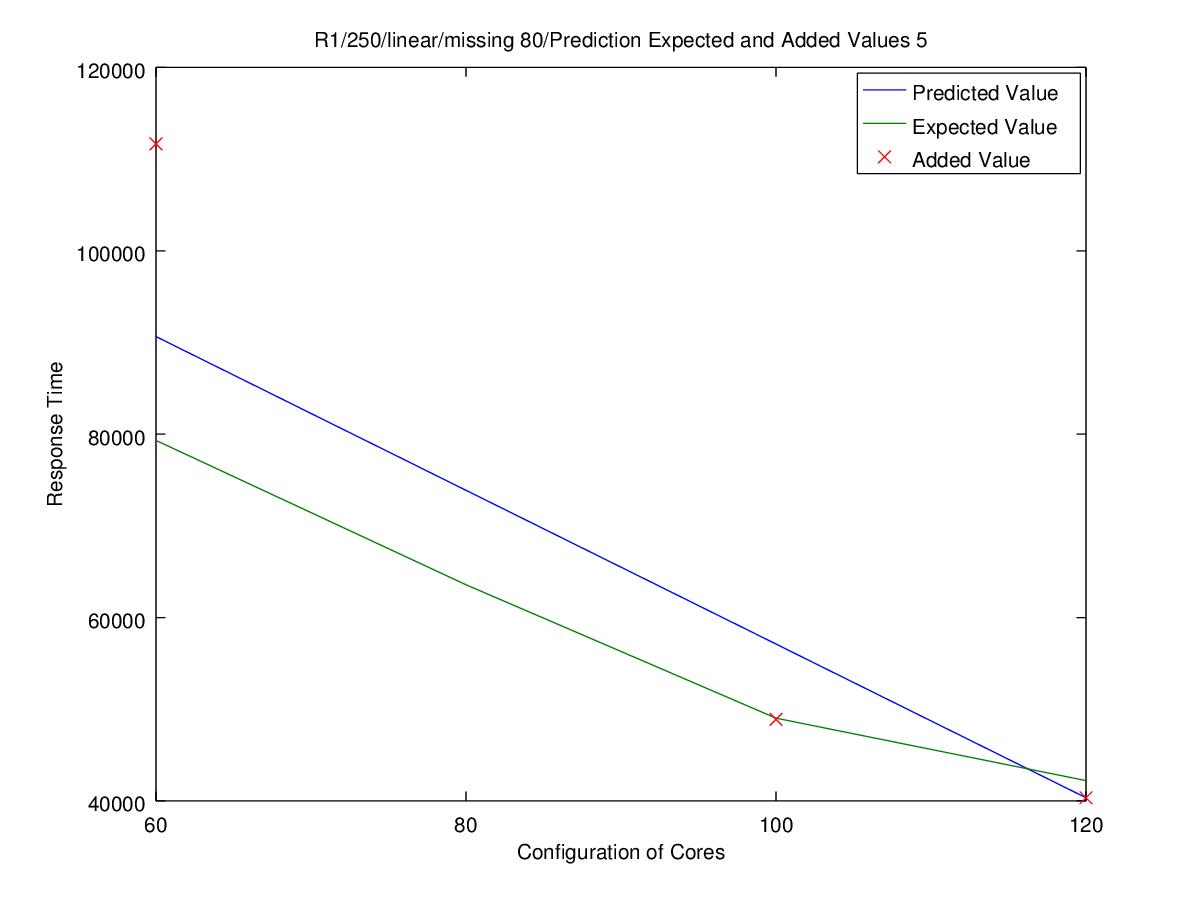 R1/250/linear/missing 80/Prediction Expected and Added Values 5
120000
100000
80000
60000
40000
60
80
100
120
Response Time
Configuration of Cores
Predicted Value
Expected Value
Added Value